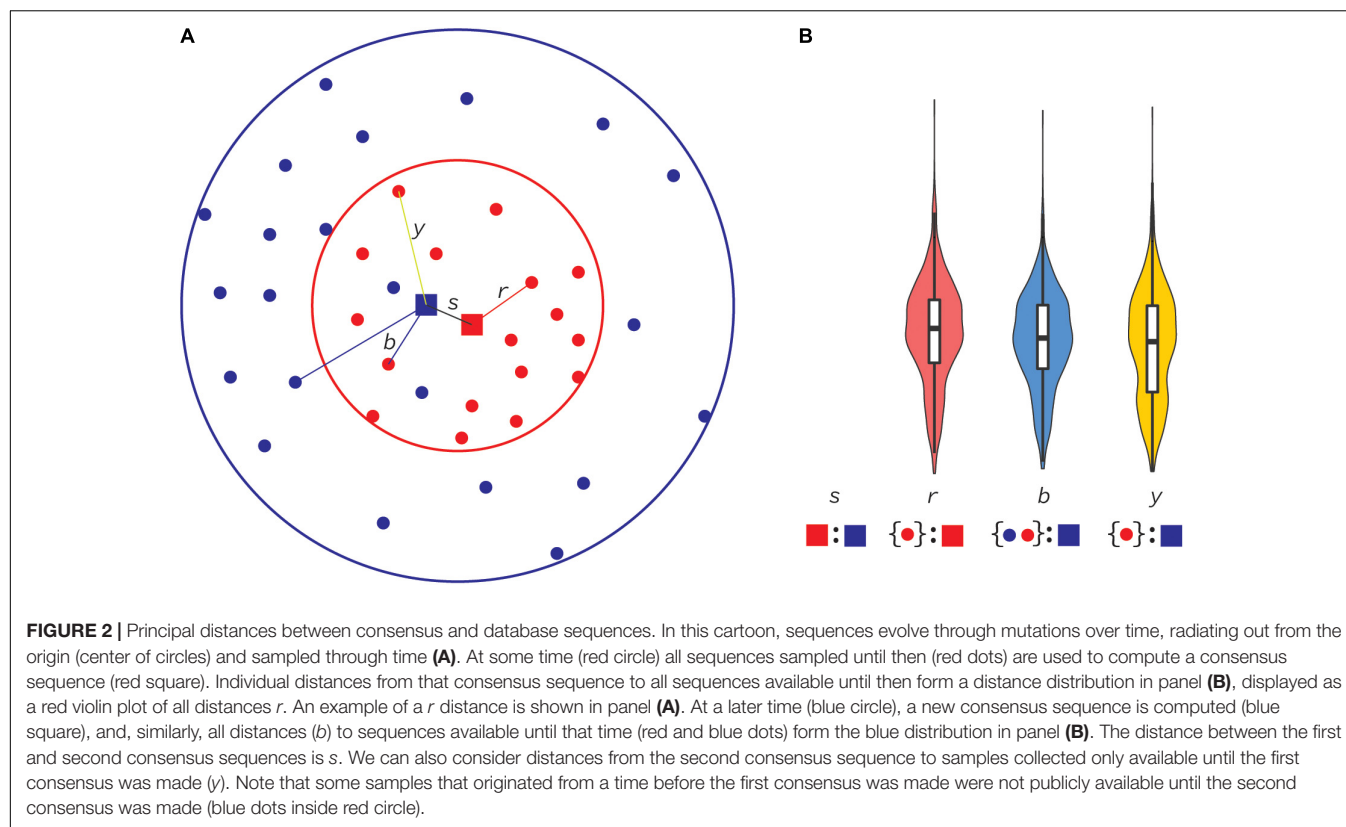 A
B
y
r
s
b
s r b y
: {}: {}: {}:
FIGURE 2 | Principal distances between consensus and database sequences. In this cartoon, sequences evolve through mutations over time, radiating out from the
origin (center of circles) and sampled through time (A). At some time (red circle) all sequences sampled until then (red dots) are used to compute a consensus
sequence (red square). Individual distances from that consensus sequence to all sequences available until then form a distance distribution in panel (B), displayed as
a red violin plot of all distances r. An example of a r distance is shown in panel (A). At a later time (blue circle), a new consensus sequence is computed (blue
square), and, similarly, all distances (b) to sequences available until that time (red and blue dots) form the blue distribution in panel (B). The distance between the first
and second consensus sequences is s. We can also consider distances from the second consensus sequence to samples collected only available until the first
consensus was made (y). Note that some samples that originated from a time before the first consensus was made were not publicly available until the second
consensus was made (blue dots inside red circle).